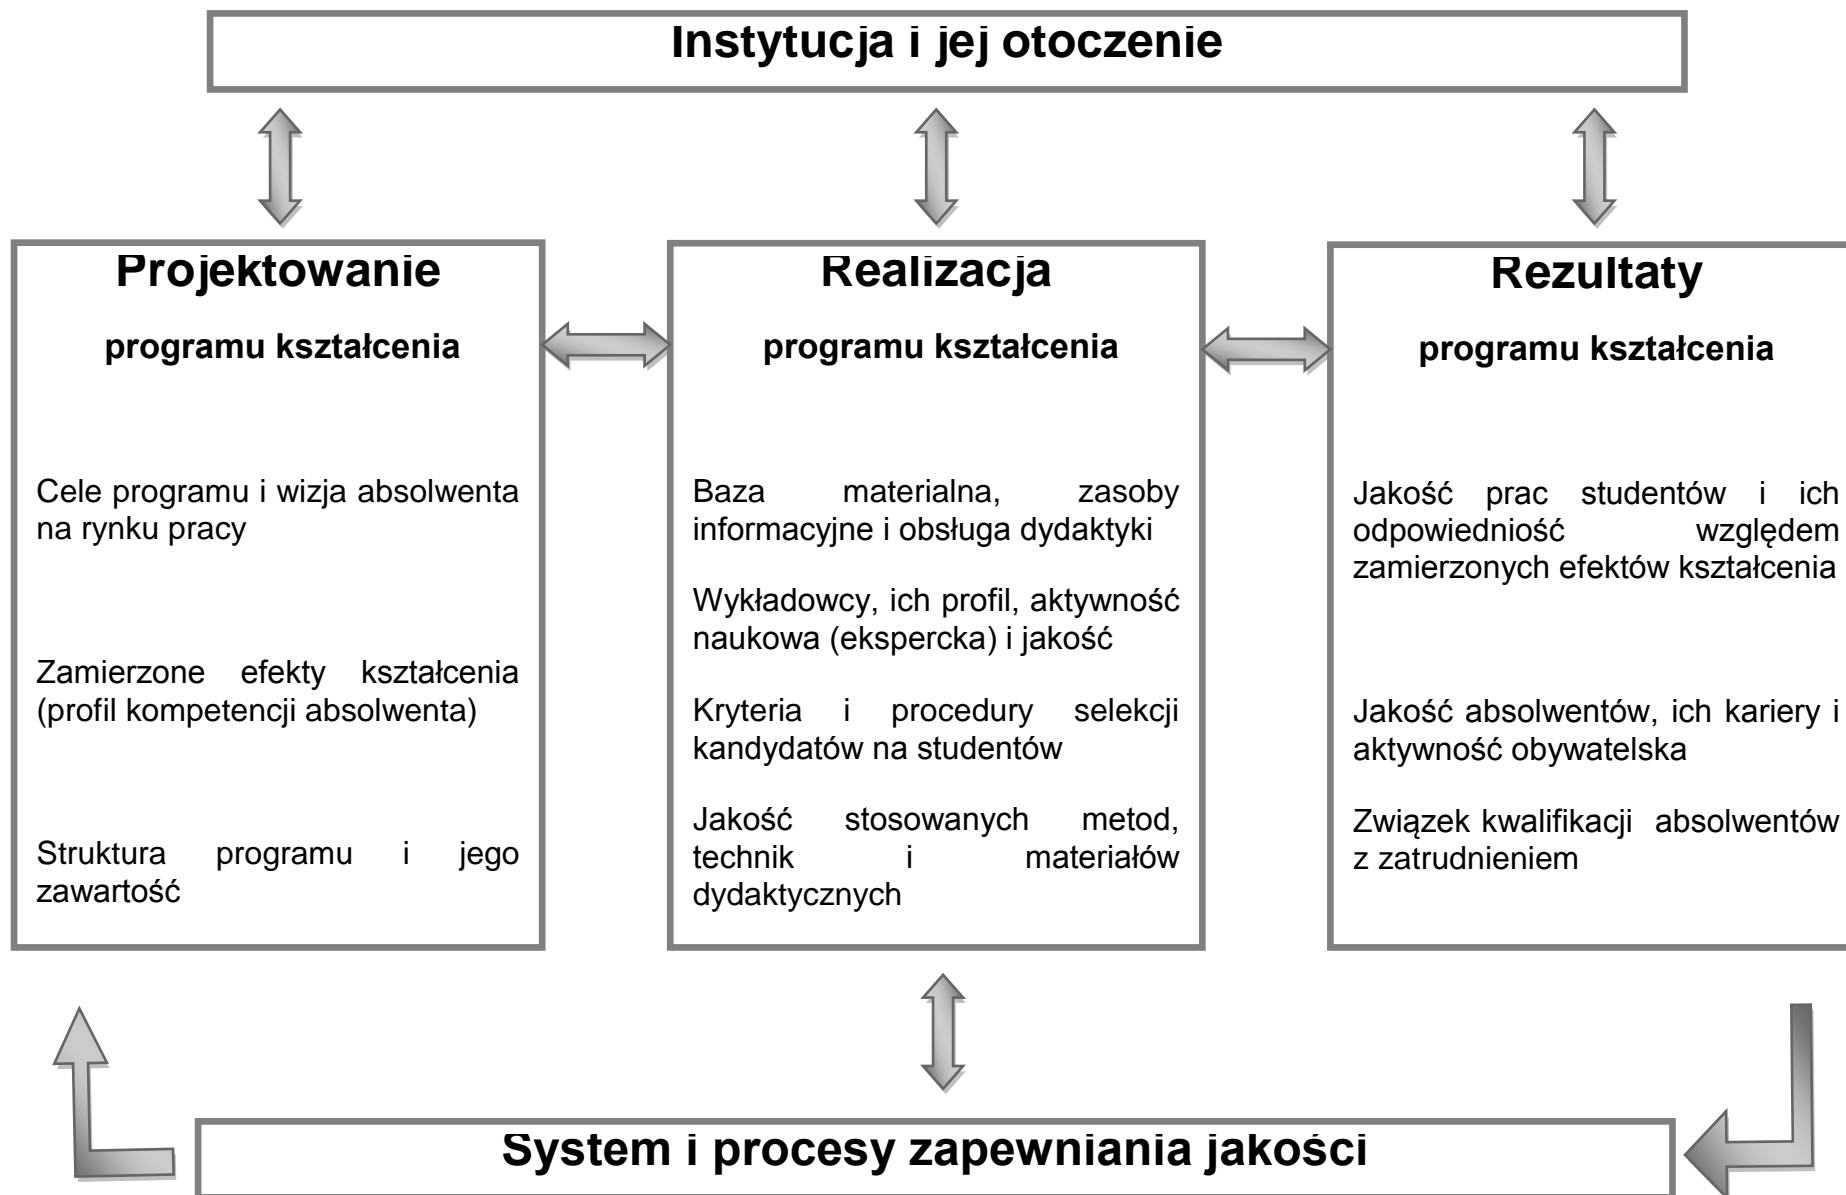 Instytucja i jej otoczenie
Projektowanie
programu kształcenia
Cele programu i wizja absolwenta
na rynku pracy
Zamierzone efekty kształcenia
(profil kompetencji absolwenta)
Struktura programu i jego
zawartość
Realizacja
programu kształcenia
Baza materialna, zasoby
informacyjne i obsługa dydaktyki
Wykładowcy, ich profil, aktywność
naukowa (ekspercka) i jakość
Kryteria i procedury selekcji
kandydatów na studentów
Jakość stosowanych metod,
technik i materiałów
dydaktycznych
Rezultaty
programu kształcenia
Jakość prac studentów i ich
odpowiedniość względem
zamierzonych efektów kształcenia
Jakość absolwentów, ich kariery i
aktywność obywatelska
Związek kwalifikacji absolwentów
z zatrudnieniem
System i procesy zapewniania jakości